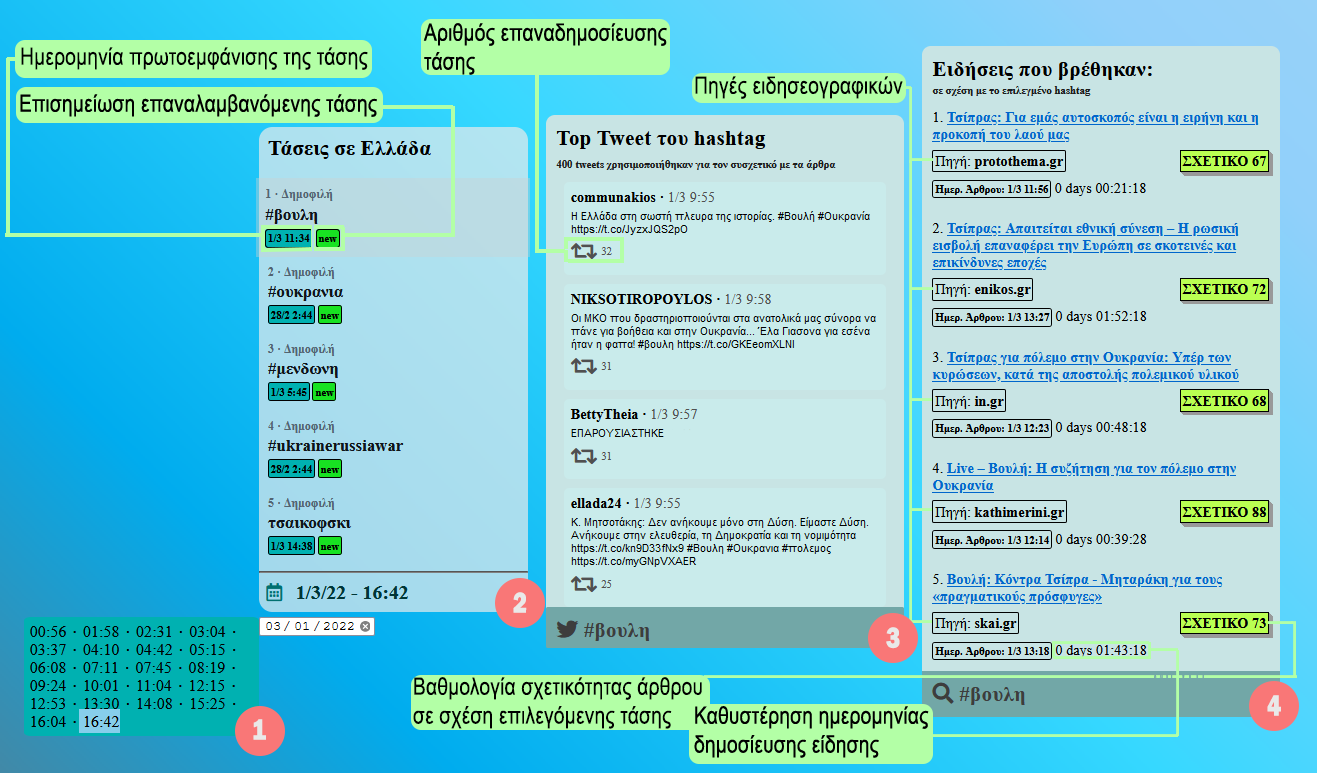 Ημερομηνία πρωτοεμφάνισης της τάσης
Επισημείωση επαναλαμβανόμενης τάσης
Αριθμός επαναδημοσίευσης
τάσης
Πηγές ειδησεογραφικών
00:56 · 01:58 · 02:31 · 03:04 ·
03:37 · 04:10 · 04:42 · 05:15 ·
06:08 · 07:11 · 07:45 · 08:19 ·
09:24 · 10:01 · 11:04 · 12:15 ·
12:53 · 13:30 · 14:08 · 15:25 ·
16:04 · 16:42
1
Τάσεις σε Ελλάδα
1 · Δημοφιλή
#βουλη
1/3 11:34 new
2 · Δημοφιλή
#ουκρανια
28/2 2:44 new
3 · Δημοφιλή
#μενδωνη
1/3 5:45 new
4 · Δημοφιλή
#ukrainerussiawar
28/2 2:44 new
5 · Δημοφιλή
τσαικοφσκι
1/3 14:38 new
1/3/22 - 16:42
03 / 01 / 2022
2
Top Tweet του hashtag
400 tweets χρησιμοποιήθηκαν για τον συσχετικό με τα άρθρα
communakios · 1/3 9:55
Η Ελλάδα στη σωστή πλευρα της ιστορίας. #Βουλή #Ουκρανία
https://t.co/JyzxJQS2pO
32
NIKSOTIROPOYLOS · 1/3 9:58
Οι ΜΚΟ που δραστηριοποιούνται στα ανατολικά μας σύνορα να
πάνε για βοήθεια και στην Ουκρανία... Έλα Γιασονα για εσένα
ήταν η φαπα! #βουλη https://t.co/GKEeomXLNl
31
BettyTheia · 1/3 9:57
ΕΠΑΡΟΥΣΙΑΣΤΗΚΕ
31
ellada24 · 1/3 9:55
Κ. Μητσοτάκης: Δεν ανήκουμε μόνο στη Δύση. Είμαστε Δύση.
Ανήκουμε στην ελευθερία, τη Δημοκρατία και τη νομιμότητα
https://t.co/kn9D33fNx9 #Βουλη #Ουκρανια #πολεμος
https://t.co/myGNpVXAER
25
#βουλη
3
Ειδήσεις που βρέθηκαν:
σε σχέση με το επιλεγμένο hashtag
1. Τσίπρας: Για εμάς αυτοσκοπός είναι η ειρήνη και η
προκοπή του λαού μας
Πηγή: protothema.gr ΣΧΕΤΙΚΟ 67
Ημερ. Άρθρου: 1/3 11:56 0 days 00:21:18
2. Τσίπρας: Απαιτείται εθνική σύνεση – Η ρωσική
εισβολή επαναφέρει την Ευρώπη σε σκοτεινές και
επικίνδυνες εποχές
Πηγή: enikos.gr ΣΧΕΤΙΚΟ 72
Ημερ. Άρθρου: 1/3 13:27 0 days 01:52:18
3. Τσίπρας για πόλεμο στην Ουκρανία: Υπέρ των
κυρώσεων, κατά της αποστολής πολεμικού υλικού
Πηγή: in.gr ΣΧΕΤΙΚΟ 68
Ημερ. Άρθρου: 1/3 12:23 0 days 00:48:18
4. Live – Βουλή: Η συζήτηση για τον πόλεμο στην
Ουκρανία
Πηγή: kathimerini.gr ΣΧΕΤΙΚΟ 88
Ημερ. Άρθρου: 1/3 12:14 0 days 00:39:28
5. Βουλή: Κόντρα Τσίπρα - Μηταράκη για τους
«πραγματικούς πρόσφυγες»
Πηγή: skai.gr ΣΧΕΤΙΚΟ 73
Ημερ. Άρθρου: 1/3 13:18 0 days 01:43:18
#βουλη
4
Βαθμολογία σχετικότητας άρθρου
σε σχέση επιλεγόμενης τάσης
Καθυστέρηση ημερομηνίας
δημοσίευσης είδησης